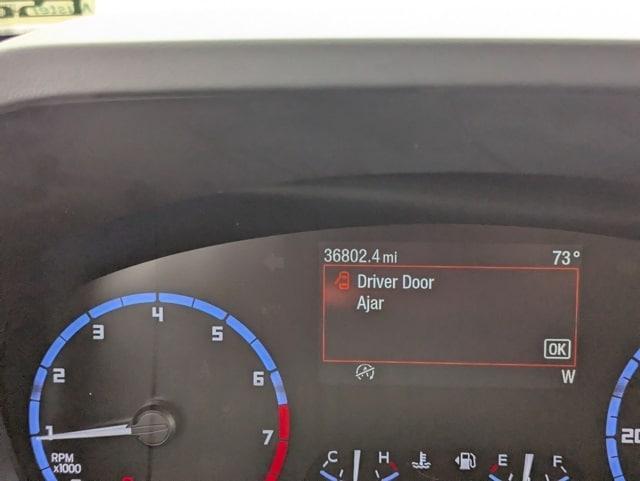 36802.4 mi 73°
Driver Door
Ajar
OK
W
1 2 3 4 5 6 7
RPM
x1000
C H E F
20